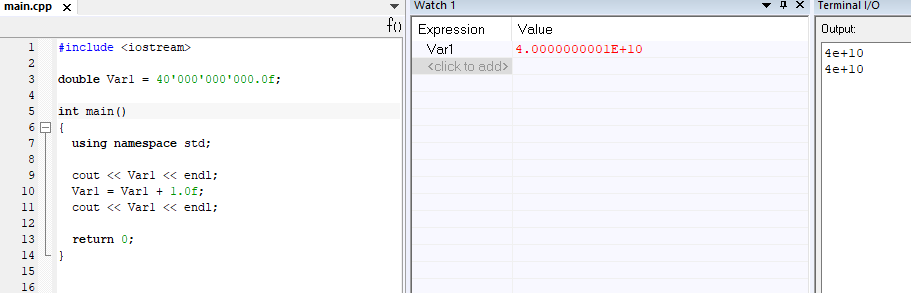 main.cpp
f()
1 #include <iostream>
2
3 double Var1 = 40'000'000'000.0f;
4
5 int main()
6 {
7 using namespace std;
8
9 cout << Var1 << endl;
10 Var1 = Var1 + 1.0f;
11 cout << Var1 << endl;
12
13 return 0;
14 }
15
16
Watch 1
Expression Value
Var1 4.0000000001E+10
<click to add>
Terminal I/O
Output:
4e+10
4e+10